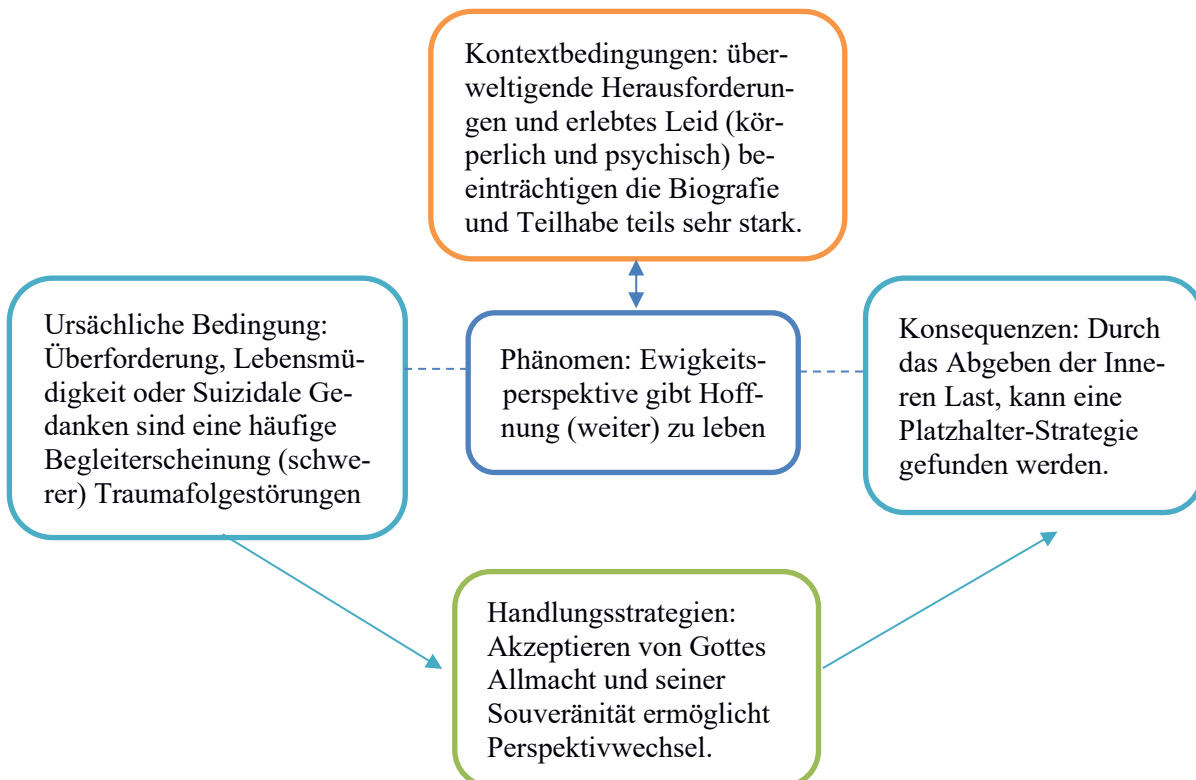 Kontextbedingungen: über-
weltigende Herausforderun-
gen und erlebtes Leid (kör-
perlich und psychisch) be-
einträchtigen die Biografie
und Teilhabe teils sehr stark.
Ursächliche Bedingung:
Überforderung, Lebensmü-
digkeit oder Suizidale Ge-
danken sind eine häufige
Begleiterscheinung (schwe-
rer) Traumafolgestörungen
Phänomen: Ewigkeits-
perspektive gibt Hoff-
nung (weiter) zu leben
Konsequenzen: Durch
das Abgeben der Inne-
ren Last, kann eine
Platzhalter-Strategie
gefunden werden.
Handlungsstrategien:
Akzeptieren von Gottes
Allmacht und seiner
Souveränität ermöglicht
Perspektivwechsel.